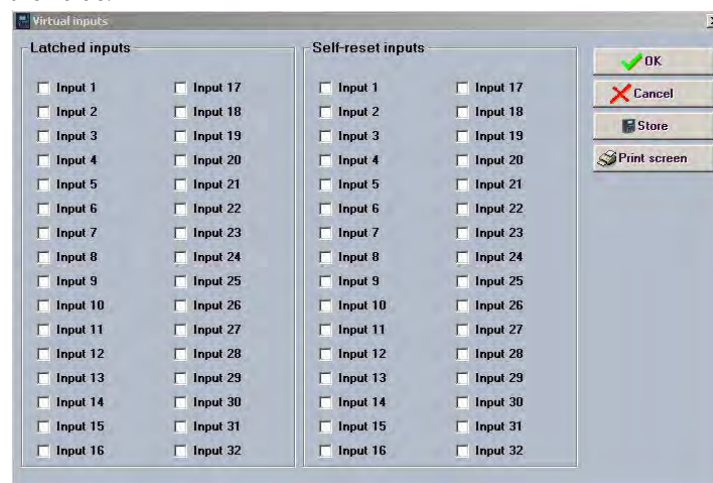 Virtual inputs
Latched inputs
Input 1
Input 2
Input 3
Input 4
Input 5
Input 6
Input 7
Input 8
Input 9
Input 10
Input 11
Input 12
Input 13
Input 14
Input 15
Input 16
Input 17
Input 18
Input 19
Input 20
Input 21
Input 22
Input 23
Input 24
Input 25
Input 26
Input 27
Input 28
Input 29
Input 30
Input 31
Input 32
Self-reset inputs
Input 1
Input 2
Input 3
Input 4
Input 5
Input 6
Input 7
Input 8
Input 9
Input 10
Input 11
Input 12
Input 13
Input 14
Input 15
Input 16
Input 17
Input 18
Input 19
Input 20
Input 21
Input 22
Input 23
Input 24
Input 25
Input 26
Input 27
Input 28
Input 29
Input 30
Input 31
Input 32
OK
Cancel
Store
Print screen